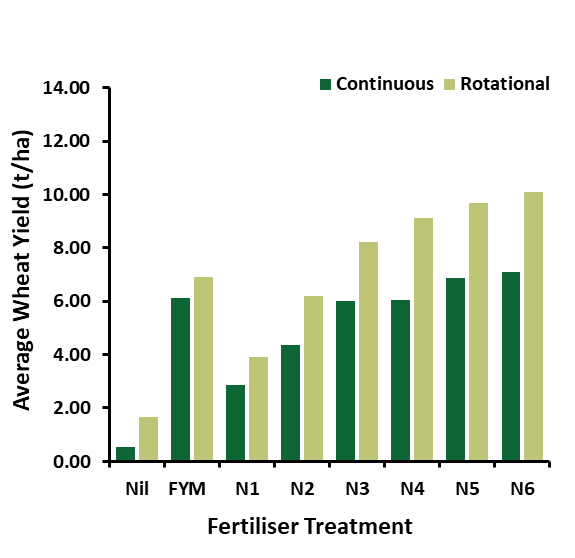 Continuous Rotational
14.00
12.00
10.00
8.00
6.00
4.00
2.00
0.00
Average Wheat Yield (t/ha)
Nil FYM N1 N2 N3 N4 N5 N6
Fertiliser Treatment